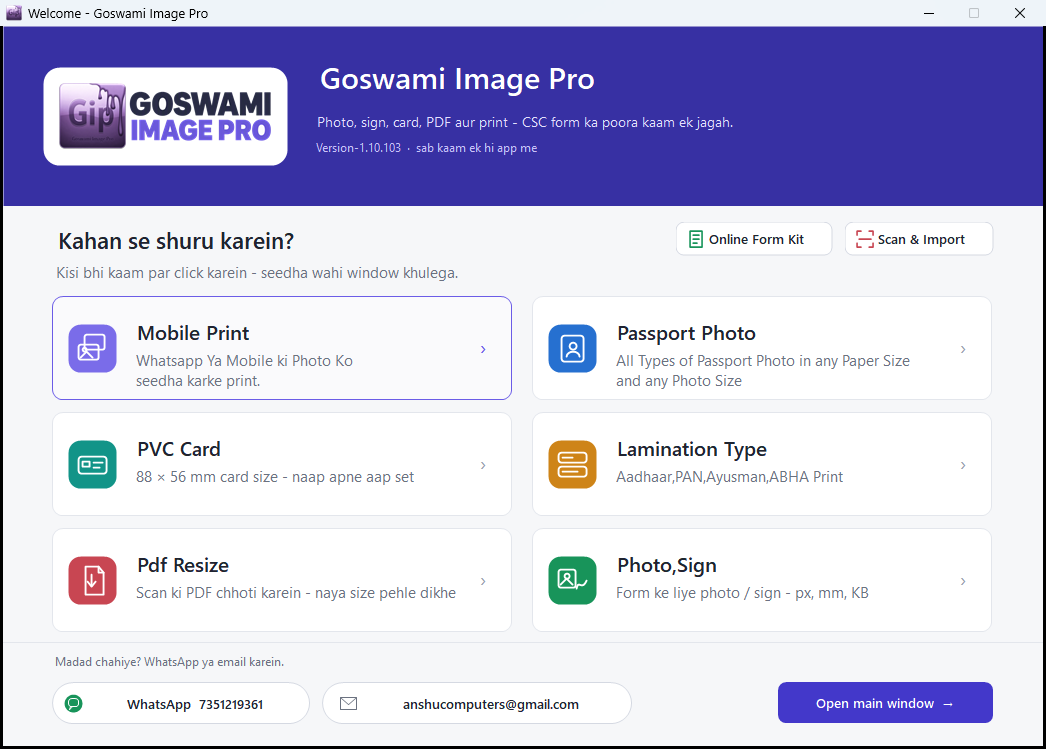 Welcome - Goswami Image Pro
Gip GOSWAMI
IMAGE PRO
Goswami Image Pro
Photo, sign, card, PDF aur print - CSC form ka poora kaam ek jagah.
Version-1.10.103 · sab kaam ek hi app me
Kahan se shuru karein?
Kisi bhi kaam par click karein - seedha wahi window khulega.
Online Form Kit
Scan & Import
Mobile Print
Whatsapp Ya Mobile ki Photo Ko
seedha karke print.
Passport Photo
All Types of Passport Photo in any Paper Size
and any Photo Size
PVC Card
88 × 56 mm card size - naap apne aap set
Lamination Type
Aadhaar,PAN,Ayusman,ABHA Print
Pdf Resize
Scan ki PDF chhoti karein - naya size pehle dikhe
Photo,Sign
Form ke liye photo / sign - px, mm, KB
Madad chahiye? WhatsApp ya email karein.
WhatsApp 7351219361
anshucomputers@gmail.com
Open main window →